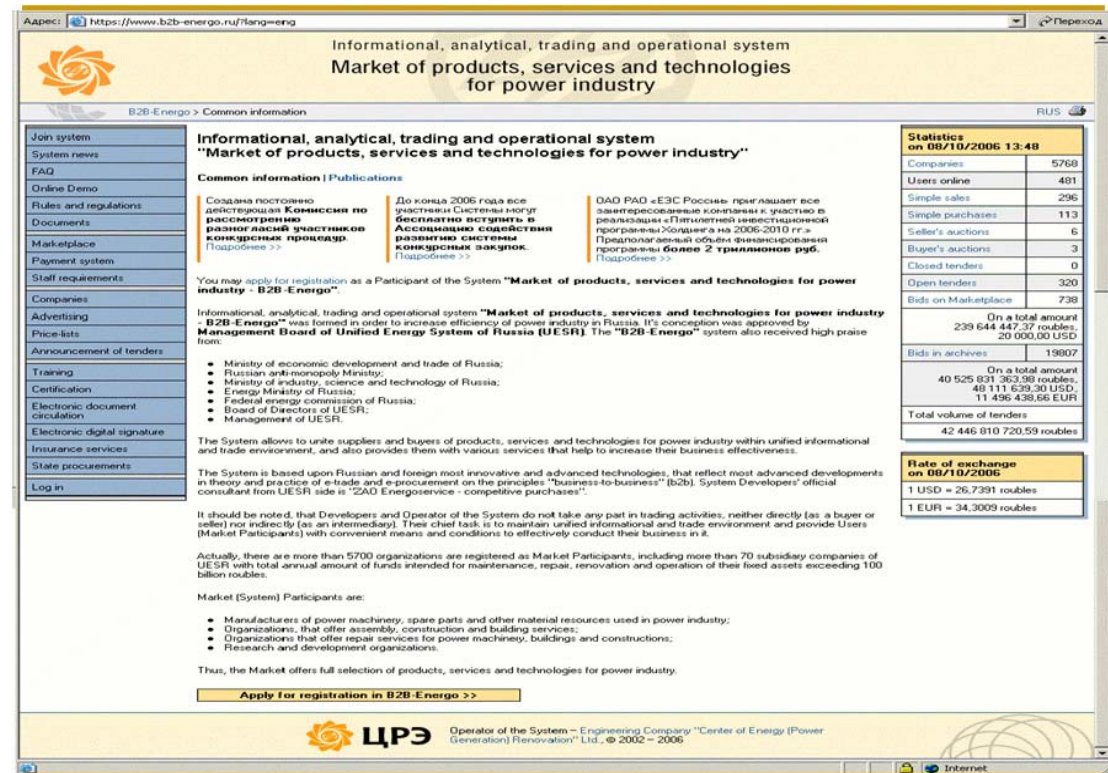 Адрес: https://www.b2b-energo.ru/?lang=eng Переход
Informational, analytical, trading and operational system
Market of products, services and technologies
for power industry
B2B-Energo > Common information RUS
Join system
System news
FAQ
Online Demo
Rules and regulations
Documents
Marketplace
Payment system
Staff requirements
Companies
Advertising
Price-lists
Announcement of tenders
Training
Certification
Electronic document
circulation
Electronic digital signature
Insurance services
State procurements
Log in
Informational, analytical, trading and operational system
"Market of products, services and technologies for power industry"
Common information | Publications
Создана постоянно
действующая Комиссия по
рассмотрению
разногласий участников
конкурсных процедур.
Подробнее >>
До конца 2006 года все
участники Системы могут
бесплатно вступить в
Ассоциацию содействия
развитию системы
конкурсных закупок.
Подробнее >>
ОАО РАО «ЕЭС России» приглашает все
заинтересованные компании к участию в
реализации «Пятилетней инвестиционной
программы Холдинга на 2006-2010 гг.»
Предполагаемый объём финансирования
программы более 2 триллионов руб.
Подробнее >>
You may apply for registration as a Participant of the System "Market of products, services and technologies for power
industry - B2B-Energo".
Informational, analytical, trading and operational system "Market of products, services and technologies for power industry
- B2B-Energo" was formed in order to increase efficiency of power industry in Russia. It's conception was approved by
Management Board of Unified Energy System Russia (UESR). The "B2B-Energo" system also received high praise
from:
Ministry of economic development and trade of Russia;
Russian anti-monopoly Ministry;
Ministry of industry, science and technology of Russia;
Energy Ministry of Russia;
Federal energy commission of Russia;
Board of Directors of UESR;
Management of UESR.
The System allows to unite suppliers and buyers of products, services and technologies for power industry within unified informational
and trade environment, and also provides them with various services that help to increase their business effectiveness.
The System is based upon Russian and foreign most innovative and advanced technologies, that reflect most advanced developments
in theory and practice of e-trade and e-procurement on the principles "business-to-business" (b2b). System Developers' official
consultant from UESR side is "ZAO Energoservice - competitive purchases".
It should be noted, that Developers and Operator of the System do not take any part in trading activities, neither directly (as a buyer or
seller) nor indirectly (as an intermediary). Their chief task is to maintain unified informational and trade environment and provide Users
(Market Participants) with convenient means and conditions to effectively conduct their business in it.
Actually, there are more than 5700 organizations are registered as Market Participants, including more than 70 subsidiary companies of
UESR with total annual amount of funds intended for maintenance, repair, renovation and operation of their fixed assets exceeding 100
billion roubles.
Market (System) Participants are:
Manufacturers of power machinery, spare parts and other material resources used in power industry;
Organizations, that offer assembly, construction and building services;
Organizations that offer repair services for power machinery, buildings and constructions;
Research and development organizations.
Thus, the Market offers full selection of products, services and technologies for power industry.
Apply for registration in B2B-Energo >>
Statistics
on 08/10/2006 13:48
Companies 5768
Users online 481
Simple sales 296
Simple purchases 113
Seller's auctions 6
Buyer's auctions 3
Closed tenders 0
Open tenders 320
Bids on Marketplace 738
On a total amount
239 644 447,37 roubles,
20 000,00 USD
Bids in archives 19807
On a total amount
40 525 831 363,98 roubles,
48 111 639,30 USD,
11 496 438,66 EUR
Total volume of tenders
42 446 810 720,59 roubles
Rate of exchange
on 08/10/2006
1 USD = 26,7391 roubles
1 EUR = 34,3009 roubles
ЦРЭ
Operator of the System – Engineering Company "Center of Energy (Power
Generation) Renovation" Ltd., © 2002 – 2006
Internet